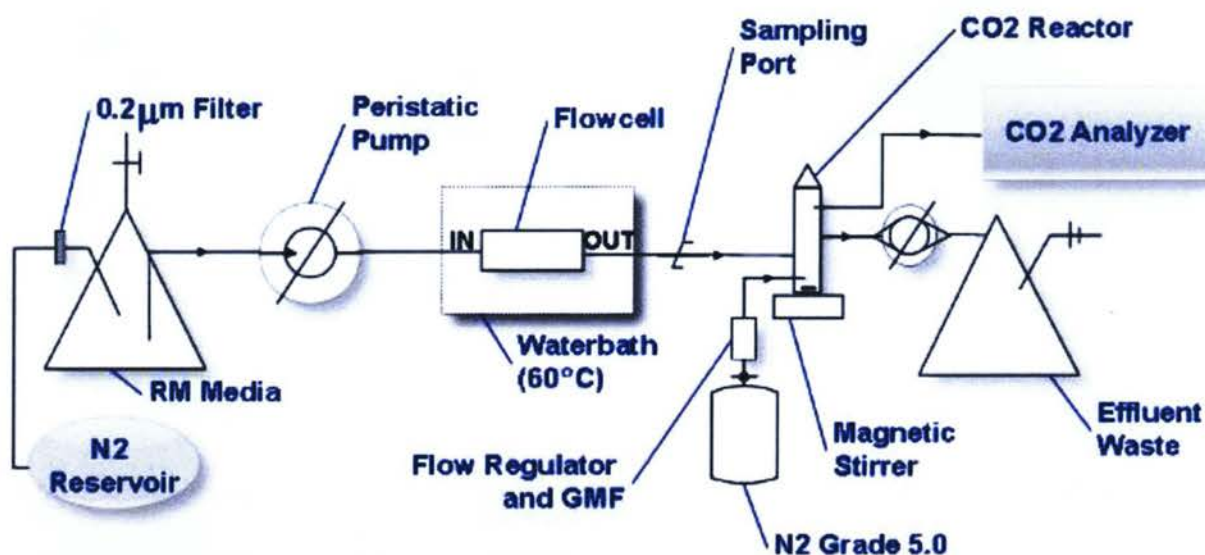 Sampling
Port
CO2 Reactor
0.2μm Filter
Peristatic
Pump
Flowcell
CO2 Analyzer
IN
OUT
Waterbath
(60°C)
RM Media
N2
Reservoir
Flow Regulator
and GMF
Magnetic
Stirrer
Effluent
Waste
N2 Grade 5.0